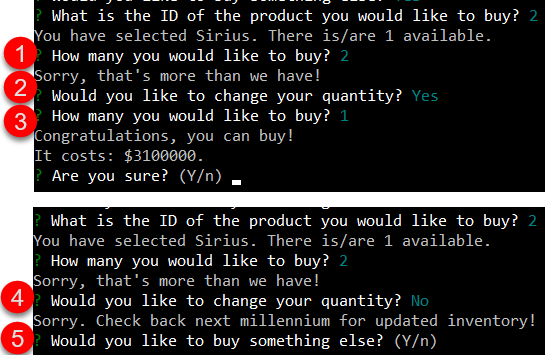 ? What is the ID of the product you would like to buy? 2
You have selected Sirius. There is/are 1 available.
1 ? How many you would like to buy? 2
Sorry, that's more than we have!
2 ? Would you like to change your quantity? Yes
3 ? How many you would like to buy? 1
Congratulations, you can buy!
It costs: $3100000.
? Are you sure? (Y/n)
? What is the ID of the product you would like to buy? 2
You have selected Sirius. There is/are 1 available.
? How many you would like to buy? 2
Sorry, that's more than we have!
4 ? Would you like to change your quantity? No
Sorry. Check back next millennium for updated inventory!
5 ? Would you like to buy something else? (Y/n)